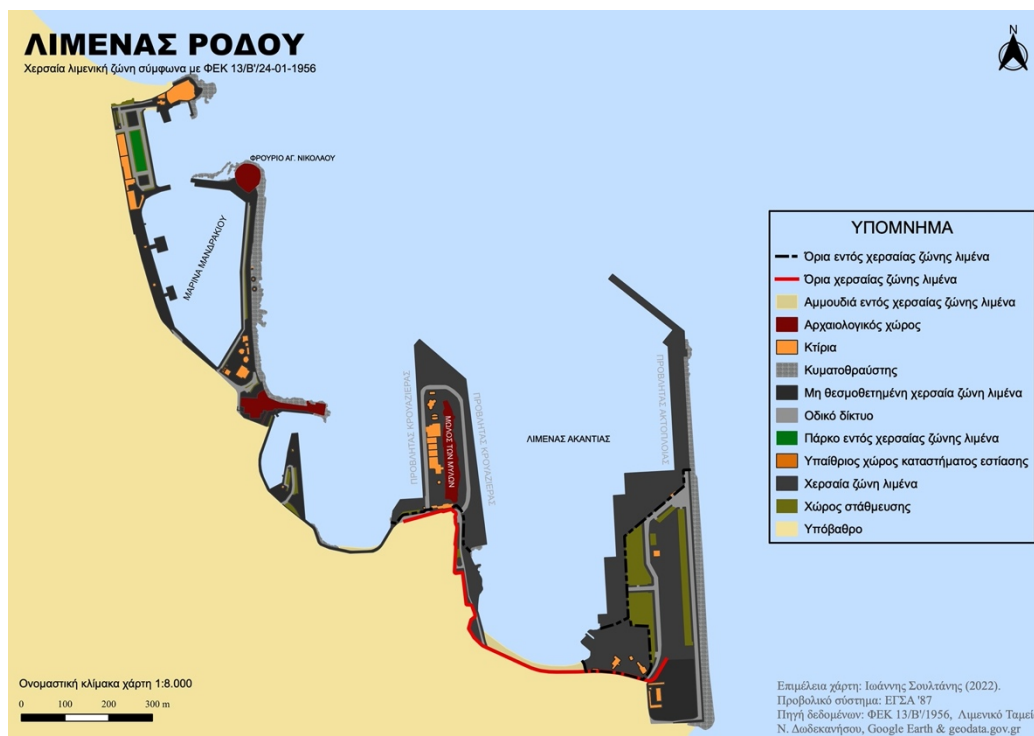 ΛΙΜΕΝΑΣ ΡΟΔΟΥ
Χερσαία λιμενική ζώνη σύμφωνα με ΦΕΚ 13/Β'/24-01-1956
N
ΦΡΟΥΡΙΟ ΑΓ. ΝΙΚΟΛΑΟΥ
ΜΑΡΙΝΑ ΜΑΝΔΡΑΚΙΟΥ
ΠΡΟΒΛΗΤΑΣ ΚΡΟΥΑΖΙΕΡΑΣ
ΜΩΛΟΣ ΤΩΝ ΜΥΛΩΝ
ΠΡΟΒΛΗΤΑΣ ΚΡΟΥΑΖΙΕΡΑΣ
ΛΙΜΕΝΑΣ ΑΚΑΝΤΙΑΣ
ΠΡΟΒΛΗΤΑΣ ΑΚΤΟΠΛΟΙΑΣ
ΥΠΟΜΝΗΜΑ
Όρια εντός χερσαίας ζώνης λιμένα
Όρια χερσαίας ζώνης λιμένα
Αμμουδιά εντός χερσαίας ζώνης λιμένα
Αρχαιολογικός χώρος
Κτίρια
Κυματοθραύστης
Μη θεσμοθετημένη χερσαία ζώνη λιμένα
Οδικό δίκτυο
Πάρκο εντός χερσαίας ζώνης λιμένα
Υπαίθριος χώρος καταστήματος εστίασης
Χερσαία ζώνη λιμένα
Χώρος στάθμευσης
Υπόβαθρο
Ονομαστική κλίμακα χάρτη 1:8.000
0 100 200 300 m
Επιμέλεια χάρτη: Ιωάννης Σουλτάνης (2022).
Προβολικό σύστημα: ΕΓΣΑ '87
Πηγή δεδομένων: ΦΕΚ 13/Β'/1956, Λιμενικό Ταμεί
Ν. Δωδεκανήσου, Google Earth & geodata.gov.gr